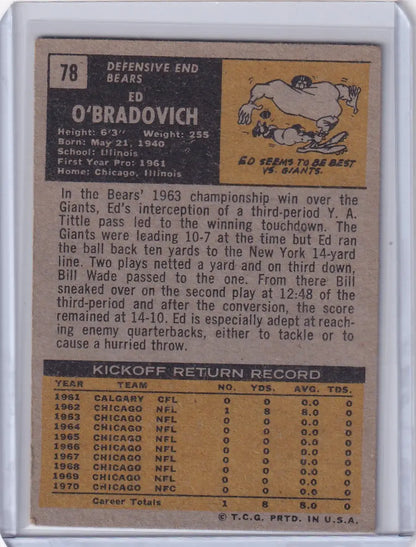 78
DEFENSIVE END
BEARS
ED
O'BRADOVICH
Height: 6'3" Weight: 255
Born: May 21, 1940
School: Illinois
First Year Pro: 1961
Home: Chicago, Illinois
ED SEEMS TO BE BEST
VS. GIANTS.
In the Bears' 1963 championship win over the
Giants, Ed's interception of a third-period Y. A.
Tittle pass led to the winning touchdown. The
Giants were leading 10-7 at the time but Ed ran
the ball back ten yards to the New York 14-yard
line. Two plays netted a yard and on third down,
Bill Wade passed to the one. From there Bill
sneaked over on the second play at 12:48 of the
third-period and after the conversion, the score
remained at 14-10. Ed is especially adept at reach-
ing enemy quarterbacks, either to tackle or to
cause a hurried throw.
KICKOFF RETURN RECORD
YEAR TEAM NO. YDS. AVG. TDS.
1961 CALGARY CFL 0 0 0.0 0
1962 CHICAGO NFL 1 8 8.0 0
1963 CHICAGO NFL 0 0 0.0 0
1964 CHICAGO NFL 0 0 0.0 0
1965 CHICAGO NFL 0 0 0.0 0
1966 CHICAGO NFL 0 0 0.0 0
1967 CHICAGO NFL 0 0 0.0 0
1968 CHICAGO NFL 0 0 0.0 0
1969 CHICAGO NFL 0 0 0.0 0
1970 CHICAGO NFC 0 0 0.0 0
Career Totals 1 8 8.0 0
© T.C.G. PRTD. IN U.S.A.